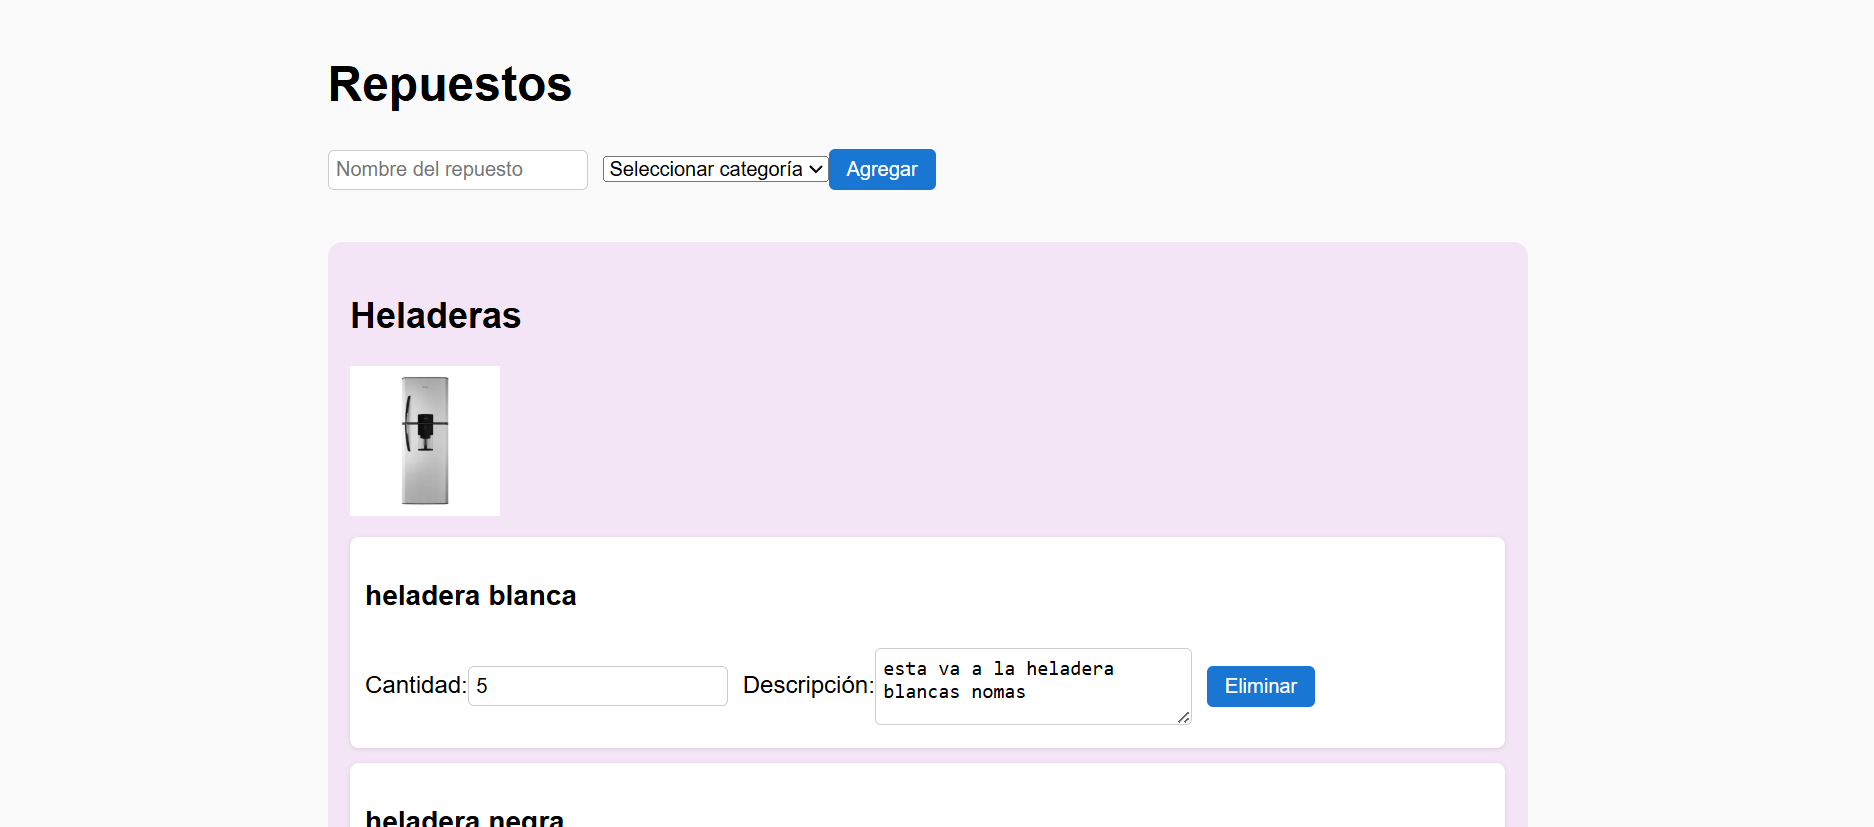 Repuestos
Nombre del repuesto Seleccionar categoría Agregar
Heladeras
heladera blanca
Cantidad: 5 Descripción: esta va a la heladera
blancas nomas Eliminar
heladera negra